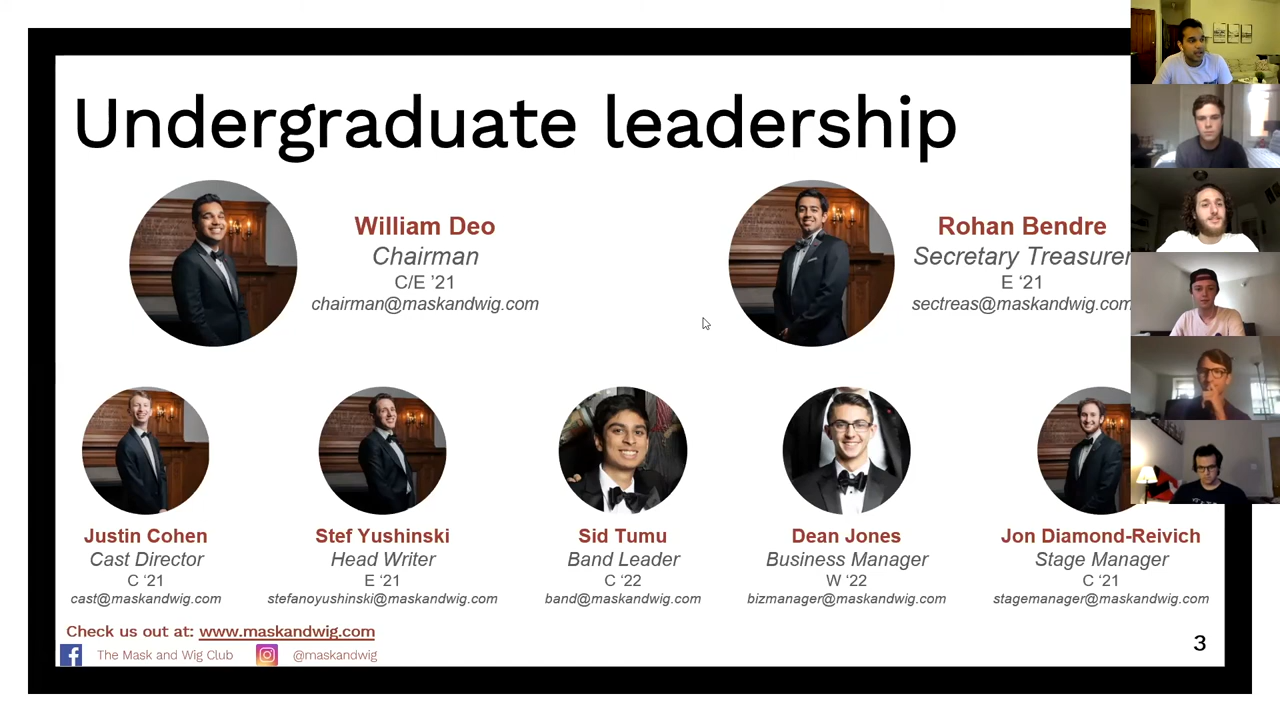 Undergraduate leadership
William Deo
Chairman
C/E '21
chairman@maskandwig.com
Rohan Bendre
Secretary Treasurer
E ‘21
sectreas@maskandwig.com
Justin Cohen
Cast Director
C ‘21
cast@maskandwig.com
Stef Yushinski
Head Writer
E ‘21
stefanoyushinski@maskandwig.com
Sid Tumu
Band Leader
C ‘22
band@maskandwig.com
Dean Jones
Business Manager
W ‘22
bizmanager@maskandwig.com
Jon Diamond-Reivich
Stage Manager
C ‘21
stagemanager@maskandwig.com
Check us out at: www.maskandwig.com
The Mask and Wig Club @maskandwig
3